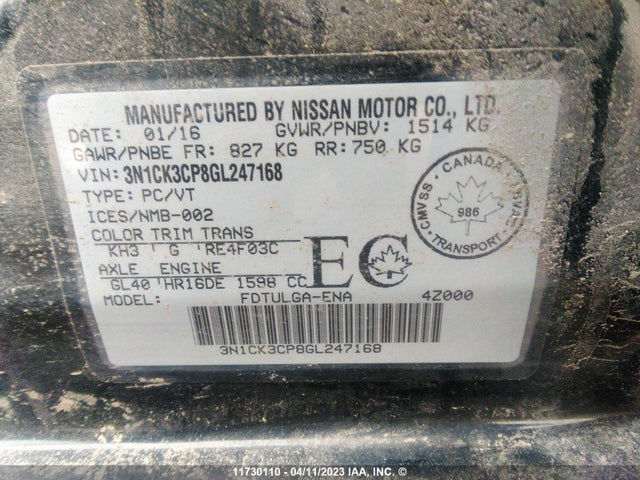 MANUFACTURED BY NISSAN MOTOR CO., LTD.
DATE: 01/16 GVWR/PNBV: 1514 KG
GAWR/PNBE FR: 827 KG RR: 750 KG
VIN: 3N1CK3CP8GL247168
TYPE: PC/VT
ICES/NMB-002
COLOR TRIM TRANS
KH3 G RE4F03C
AXLE ENGINE
GL40 HR16DE 1598 CC
MODEL: FDTULGA-ENA 4Z000
EC
CANADA
CMVSS
986
TRANSPORT
3N1CK3CP8GL247168
11730110 - 04/11/2023 IAA, INC. ©